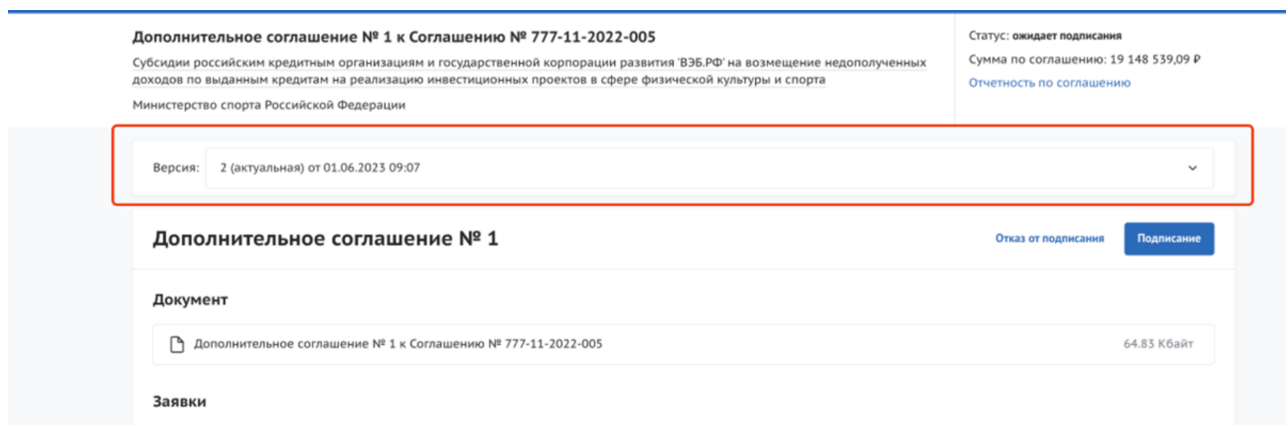 Дополнительное соглашение № 1 к Соглашению № 777-11-2022-005
Субсидии российским кредитным организациям и государственной корпорации развития 'ВЭБ.РФ' на возмещение недополученных
доходов по выданным кредитам на реализацию инвестиционных проектов в сфере физической культуры и спорта
Министерство спорта Российской Федерации
Статус: ожидает подписания
Сумма по соглашению: 19 148 539,09 ₽
Отчетность по соглашению
Версия: 2 (актуальная) от 01.06.2023 09:07
Дополнительное соглашение № 1
Отказ от подписания
Подписание
Документ
Дополнительное соглашение № 1 к Соглашению № 777-11-2022-005
64.83 Кбайт
Заявки